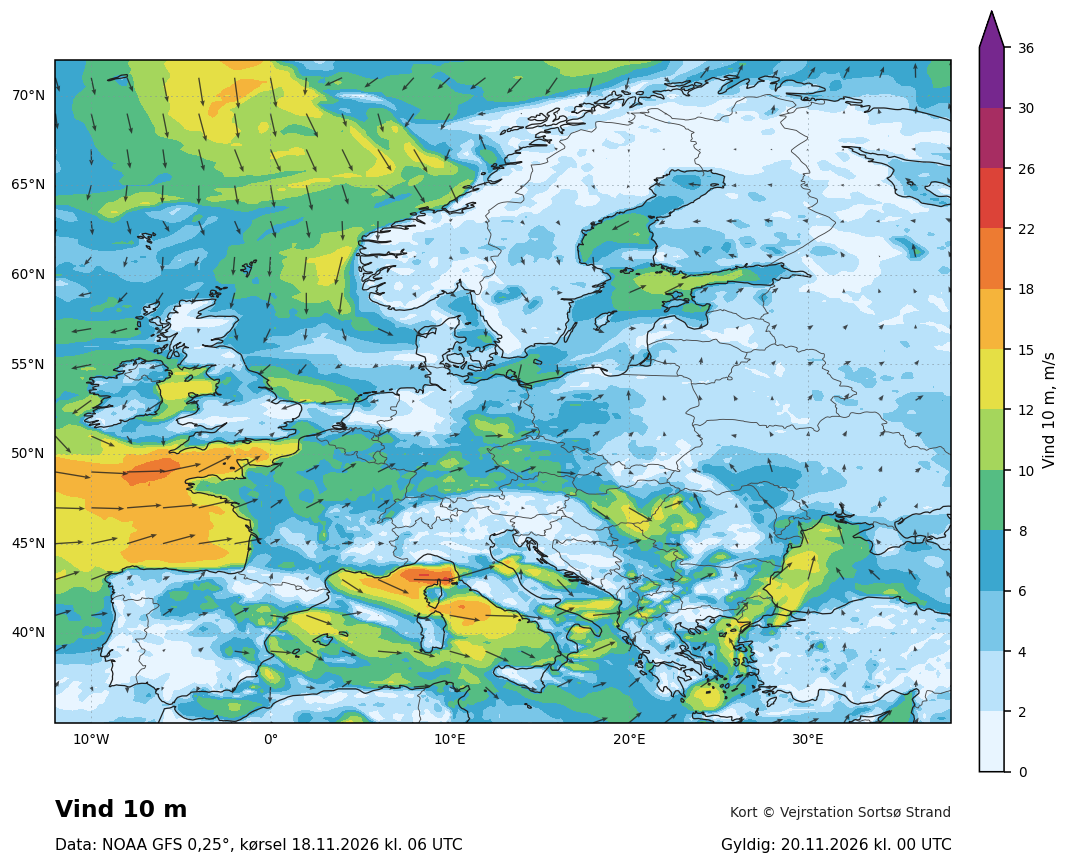 36
30
26
22
18
15
12
10
8
6
4
2
0
Vind 10 m, m/s
70°N
65°N
60°N
55°N
50°N
45°N
40°N
10°W
0°
10°E
20°E
30°E
Vind 10 m
Kort © Vejrstation Sortsø Strand
Data: NOAA GFS 0,25°, kørsel 18.11.2026 kl. 06 UTC
Gyldig: 20.11.2026 kl. 00 UTC